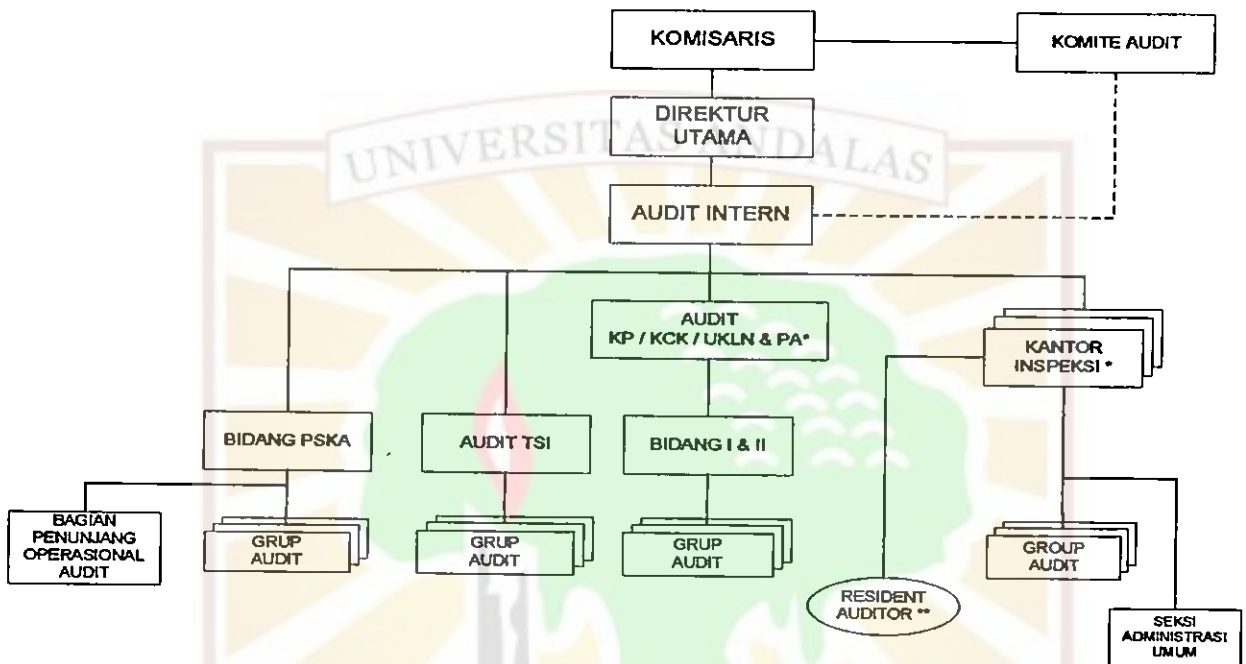 KOMISARIS
KOMITE AUDIT
DIREKTUR
UTAMA
UNIVERSITAS ANDALAS
AUDIT INTERN
AUDIT
KP / KCK / UKLN & PA*
KANTOR
INSPEKSI *
BIDANG PSKA
AUDIT TSI
BIDANG I & II
BAGIAN
PENUNJANG
OPERASIONAL
AUDIT
GRUP
AUDIT
GRUP
AUDIT
GRUP
AUDIT
GROUP
AUDIT
RESIDENT
AUDITOR **
SEKSI
ADMINISTRASI
UMUM